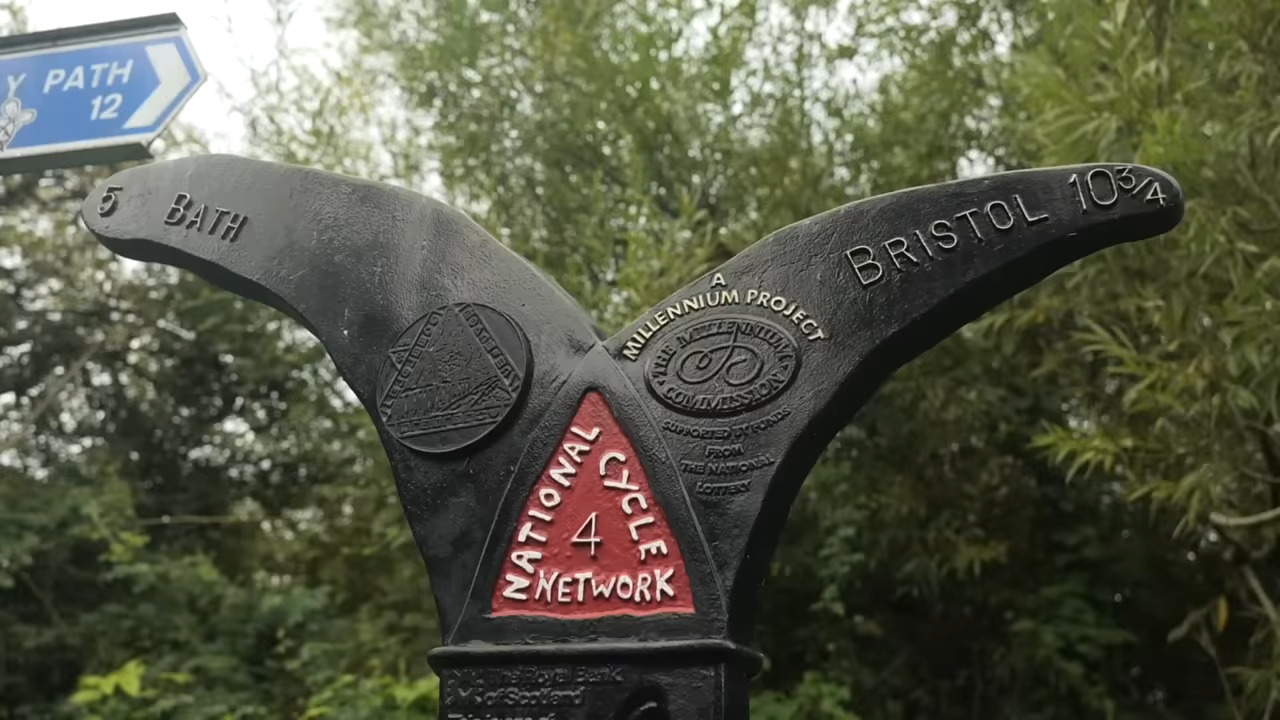 Y PATH
12
5 BATH
BRISTOL 10¾
A
MILLENNIUM PROJECT
THE MILLENNIUM
COMMISSION
SUPPORTED BY FUNDS
FROM
THE NATIONAL
LOTTERY
NATIONAL CYCLE NETWORK
4
The Royal Bank
of Scotland